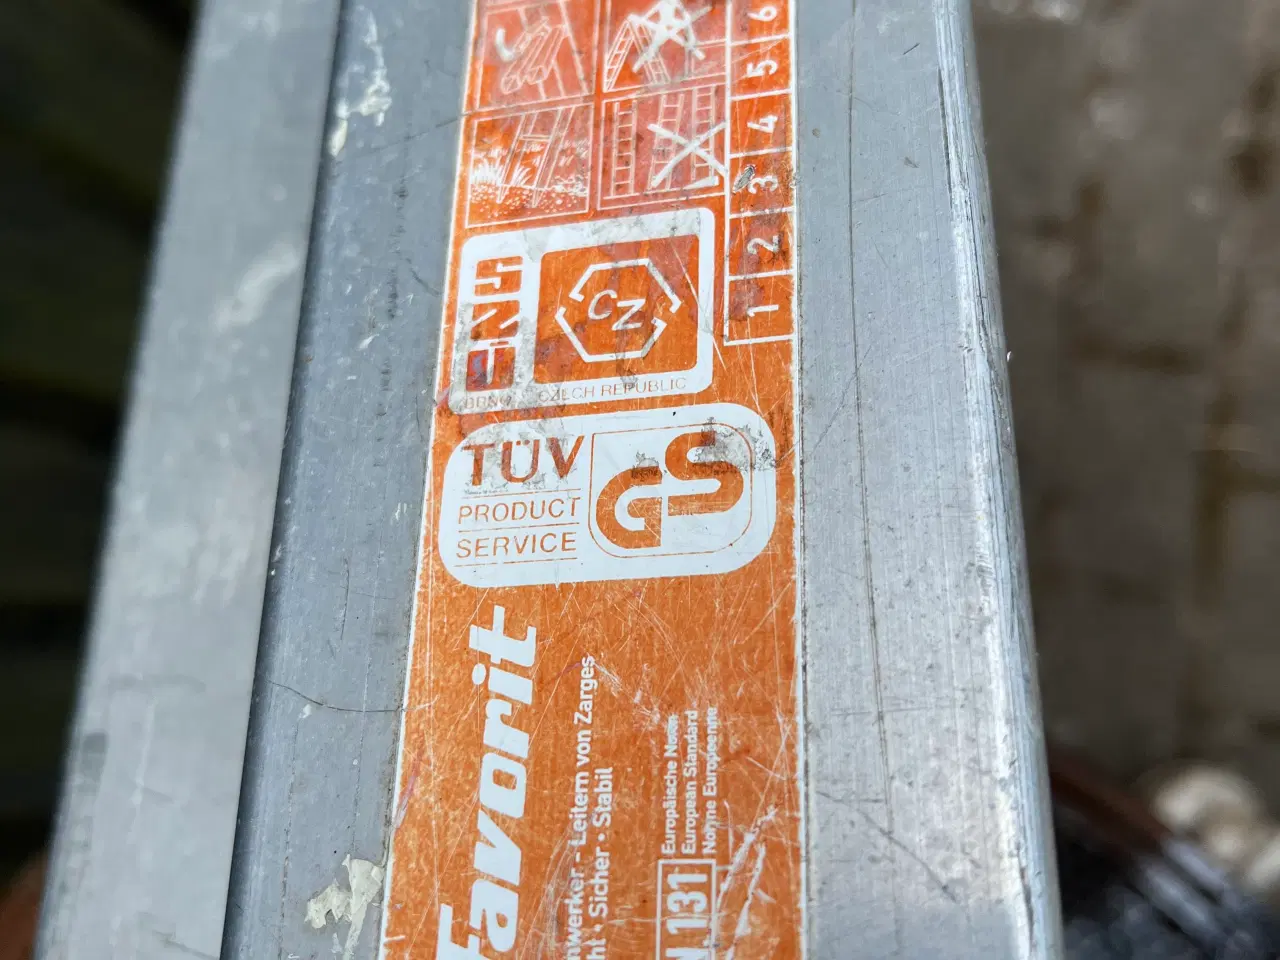 1 2 3 4 5 6
CZ
BRNO CZECH REPUBLIC
TÜV
PRODUCT
SERVICE
GS
Favorit
- Leitern von Zarges
· Sicher · Stabil
Europäische Norm
European Standard
Norme Européenne
131